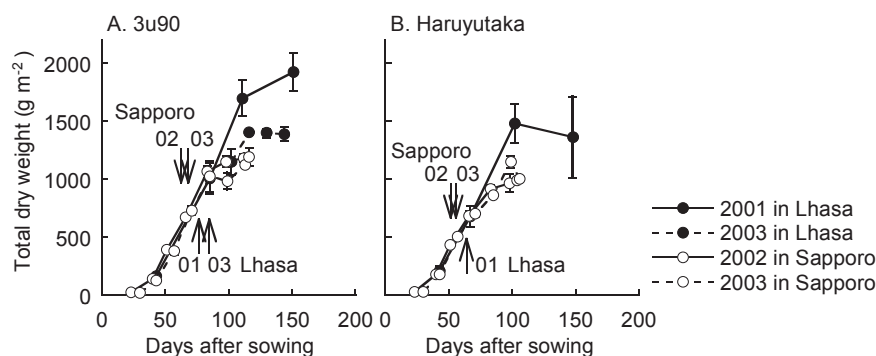 A. 3u90
B. Haruyutaka
Total dry weight (g m⁻²)
2000
1500
1000
500
0
Sapporo
02 03
01 03 Lhasa
0 50 100 150 200
Days after sowing
Sapporo
02 03
01 Lhasa
0 50 100 150 200
Days after sowing
2001 in Lhasa
2003 in Lhasa
2002 in Sapporo
2003 in Sapporo